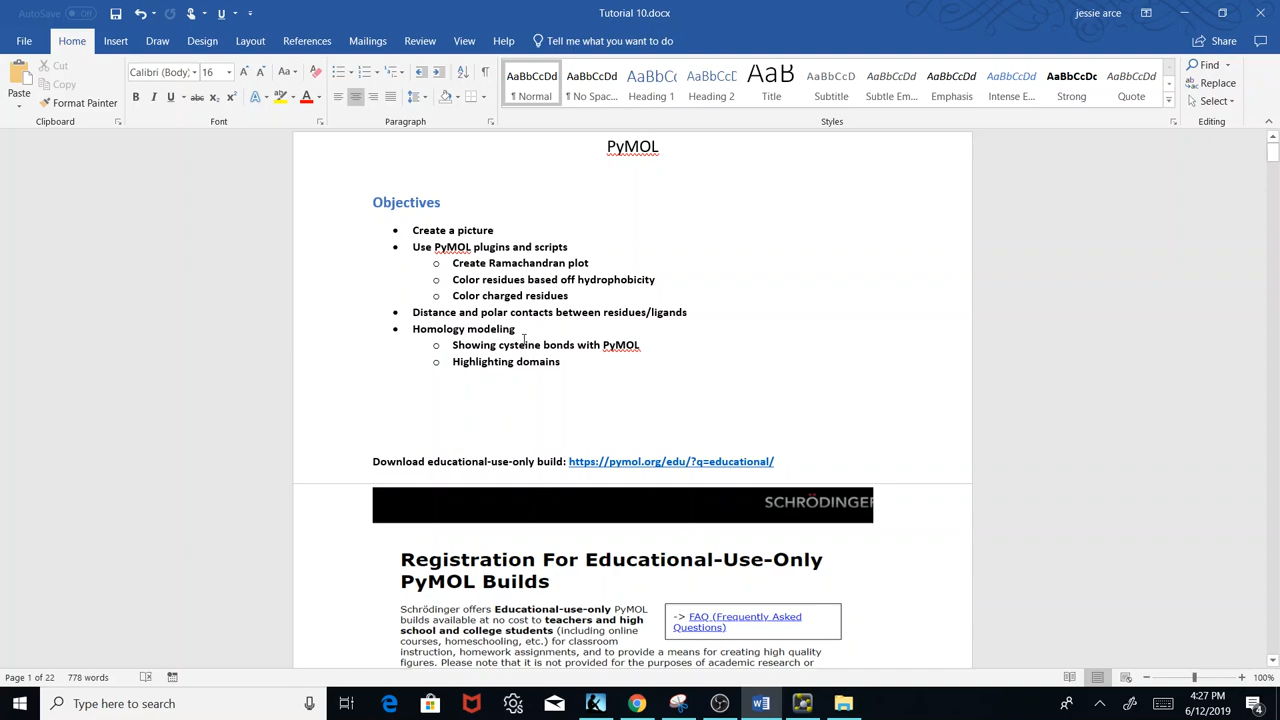 AutoSave Off
Tutorial 10.docx
jessie arce
File Home Insert Draw Design Layout References Mailings Review View Help Tell me what you want to do
Share
Paste
Cut
Copy
Format Painter
Clipboard
Calibri (Body) 16
Font
Paragraph
AaBbCcDd AaBbCcDd AaBbCc AaBbCcD AaB AaBbCcD AaBbCcDd AaBbCcDd AaBbCcDd AaBbCcDc AaBbCcDd
¶ Normal ¶ No Spac... Heading 1 Heading 2 Title Subtitle Subtle Em... Emphasis Intense E... Strong Quote
Styles
Find
Replace
Select
Editing
PyMOL
Objectives
• Create a picture
• Use PyMOL plugins and scripts
o Create Ramachandran plot
o Color residues based off hydrophobicity
o Color charged residues
• Distance and polar contacts between residues/ligands
• Homology modeling
o Showing cysteine bonds with PyMOL
o Highlighting domains
Download educational-use-only build: https://pymol.org/edu/?q=educational/
SCHRÖDINGER
Registration For Educational-Use-Only
PyMOL Builds
Schrödinger offers Educational-use-only PyMOL
builds available at no cost to teachers and high
school and college students (including online
courses, homeschooling, etc.) for classroom
instruction, homework assignments, and to provide a means for creating high quality
figures. Please note that it is not provided for the purposes of academic research or
-> FAQ (Frequently Asked
Questions)
Page 1 of 22 778 words
100%
Type here to search
4:27 PM
6/12/2019
4